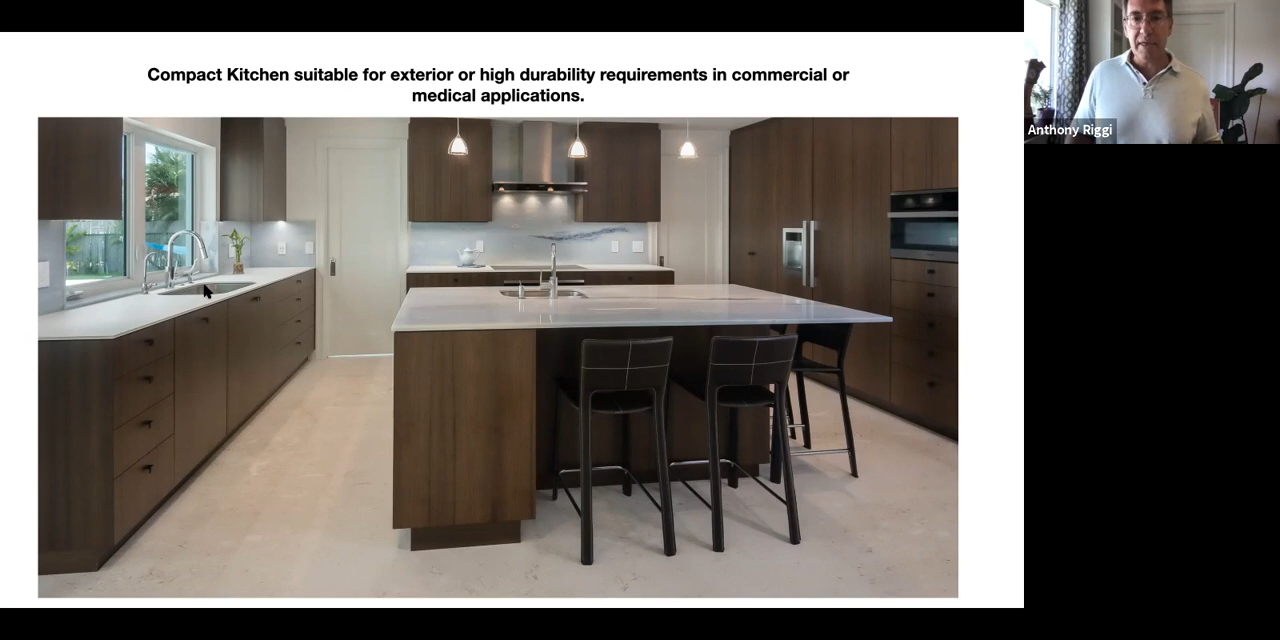 Compact Kitchen suitable for exterior or high durability requirements in commercial or
medical applications.
Anthony Riggi